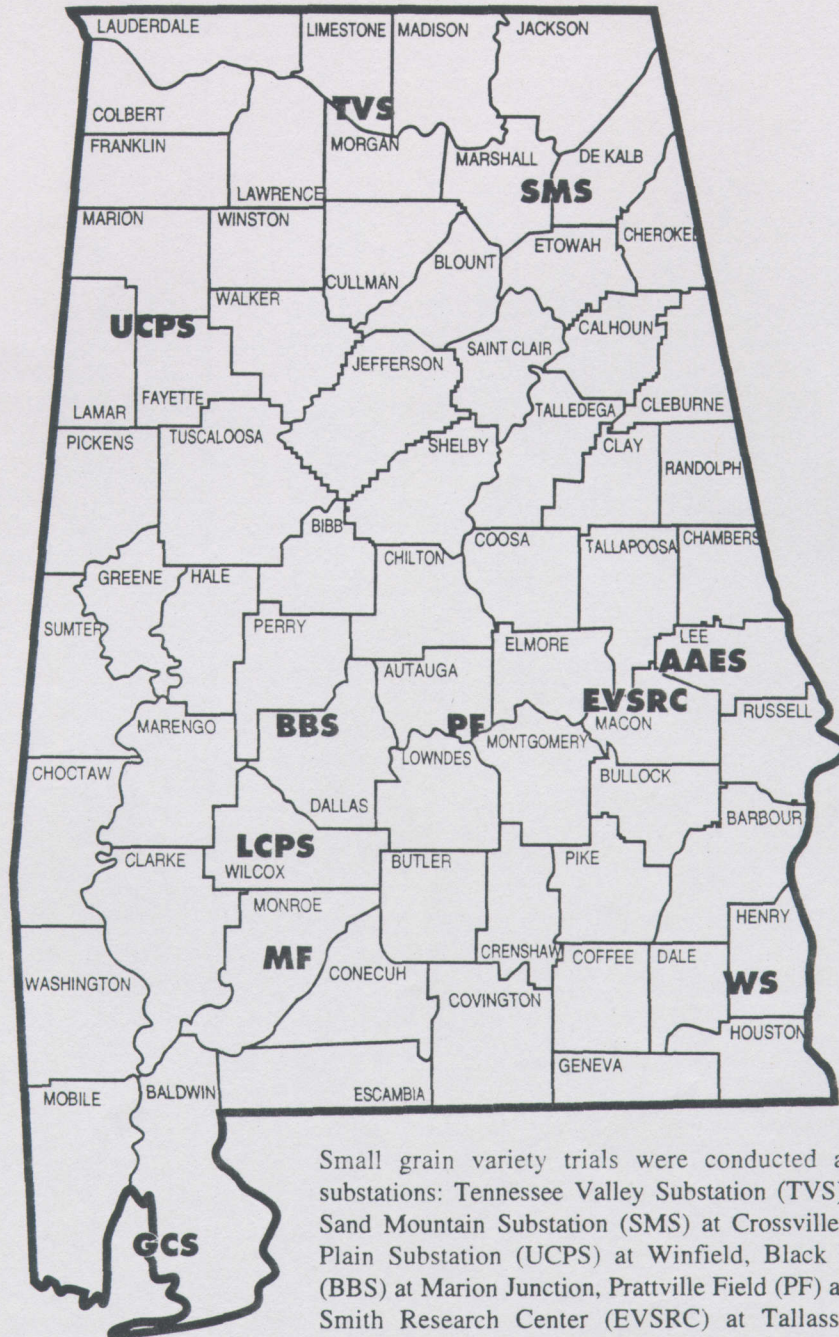 LAUDERDALE LIMESTONE MADISON JACKSON
TVS
COLBERT
FRANKLIN MORGAN MARSHALL DE KALB
LAWRENCE SMS
MARION WINSTON CHEROKEE
ETOWAH
CULLMAN BLOUNT
WALKER
UCPS CALHOUN
SAINT CLAIR
JEFFERSON
FAYETTE CLEBURNE
LAMAR TALLEDEGA
PICKENS TUSCALOOSA SHELBY CLAY
RANDOLPH
BIBB COOSA CHAMBERS
CHILTON TALLAPOOSA
GREENE HALE
SUMTER PERRY LEE
ELMORE AAES
AUTAUGA
EVSRC
MARENGO BBS PF MACON RUSSELL
LOWNDES MONTGOMERY
CHOCTAW BULLOCK
DALLAS
BARBOUR
LCPS
CLARKE BUTLER PIKE
WILCOX
MONROE HENRY
MF CRENSHAW COFFEE DALE
CONECUH
WASHINGTON WS
COVINGTON
HOUSTON
GENEVA
MOBILE BALDWIN ESCAMBIA
GCS
Small grain variety trials were conducted
substations: Tennessee Valley Substation (TVS)
Sand Mountain Substation (SMS) at Crossville
Plain Substation (UCPS) at Winfield, Black
(BBS) at Marion Junction, Prattville Field (PF)
Smith Research Center (EVSRC) at